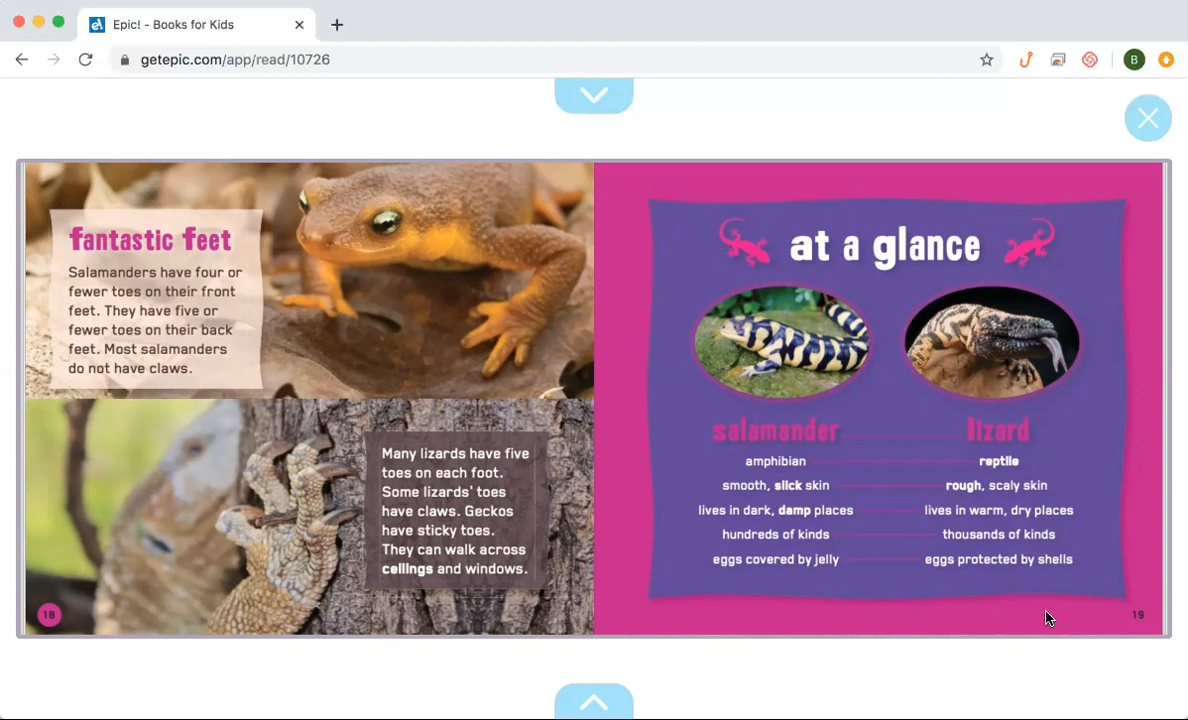 Epic! - Books for Kids
getepic.com/app/read/10726
B
fantastic feet
Salamanders have four or
fewer toes on their front
feet. They have five or
fewer toes on their back
feet. Most salamanders
do not have claws.
Many lizards have five
toes on each foot.
Some lizards' toes
have claws. Geckos
have sticky toes.
They can walk across
ceilings and windows.
18
at a glance
salamander lizard
amphibian reptile
smooth, slick skin rough, scaly skin
lives in dark, damp places lives in warm, dry places
hundreds of kinds thousands of kinds
eggs covered by jelly eggs protected by shells
19